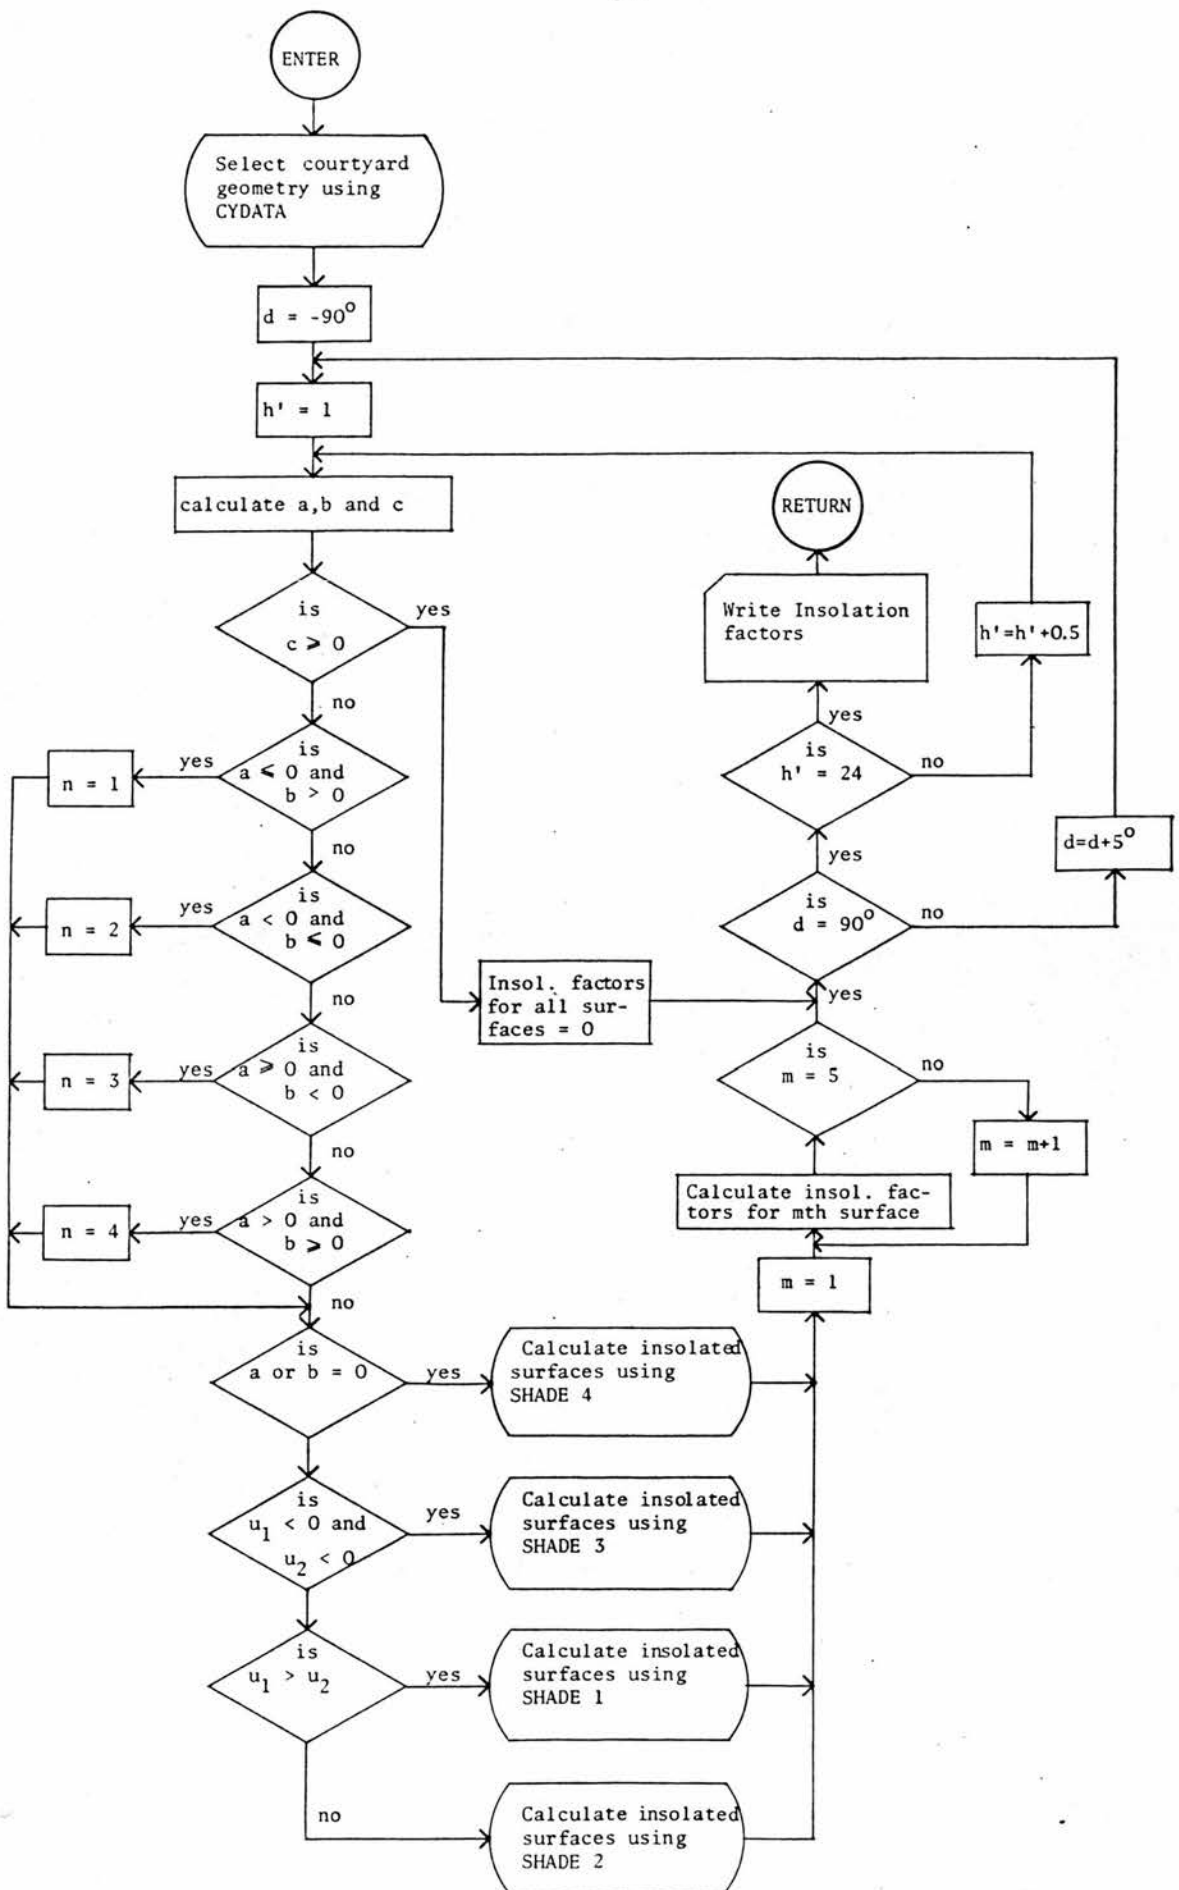 ENTER
Select courtyard
geometry using
CYDATA
d = -90°
h' = 1
calculate a,b and c
is
c ⩾ 0
yes
no
is
a ⩽ 0 and
b > 0
yes
n = 1
no
is
a < 0 and
b ⩽ 0
yes
n = 2
no
is
a ⩾ 0 and
b < 0
yes
n = 3
no
is
a > 0 and
b ⩾ 0
yes
n = 4
no
is
a or b = 0
yes
Calculate insolated
surfaces using
SHADE 4
is
u₁ < 0 and
u₂ < 0
yes
Calculate insolated
surfaces using
SHADE 3
is
u₁ > u₂
yes
Calculate insolated
surfaces using
SHADE 1
no
Calculate insolated
surfaces using
SHADE 2
m = 1
Calculate insol. fac-
tors for mth surface
is
m = 5
no
m = m+1
yes
Insol. factors
for all sur-
faces = 0
is
d = 90°
no
d=d+5°
yes
is
h' = 24
no
h'=h'+0.5
yes
Write Insolation
factors
RETURN